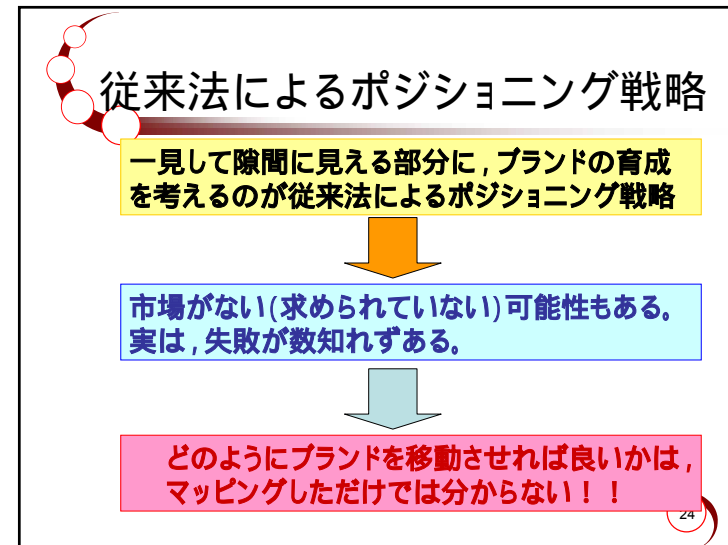 従来法によるポジショニング戦略
一見して隙間に見える部分に，ブランドの育成
を考えるのが従来法によるポジショニング戦略
市場がない(求められていない)可能性もある。
実は，失敗が数知れずある。
どのようにブランドを移動させれば良いかは，
マッピングしただけでは分からない！！
24